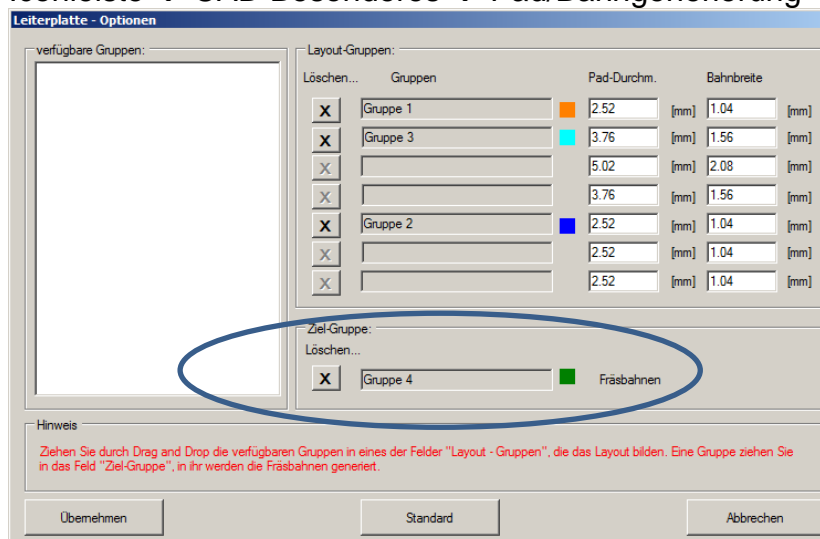 Iconleiste → CAD-Besonderes → Pad/Bahngenerierung
Leiterplatte - Optionen
verfügbare Gruppen:
Layout-Gruppen:
Löschen... Gruppen Pad-Durchm. Bahnbreite
X Gruppe 1 2.52 [mm] 1.04 [mm]
X Gruppe 3 3.76 [mm] 1.56 [mm]
X 5.02 [mm] 2.08 [mm]
X 3.76 [mm] 1.56 [mm]
X Gruppe 2 2.52 [mm] 1.04 [mm]
X 2.52 [mm] 1.04 [mm]
X 2.52 [mm] 1.04 [mm]
Ziel-Gruppe:
Löschen...
X Gruppe 4 Fräsbahnen
Hinweis
Ziehen Sie durch Drag and Drop die verfügbaren Gruppen in eines der Felder "Layout - Gruppen", die das Layout bilden. Eine Gruppe ziehen Sie
in das Feld "Ziel-Gruppe", in ihr werden die Fräsbahnen generiert.
Übernehmen Standard Abbrechen